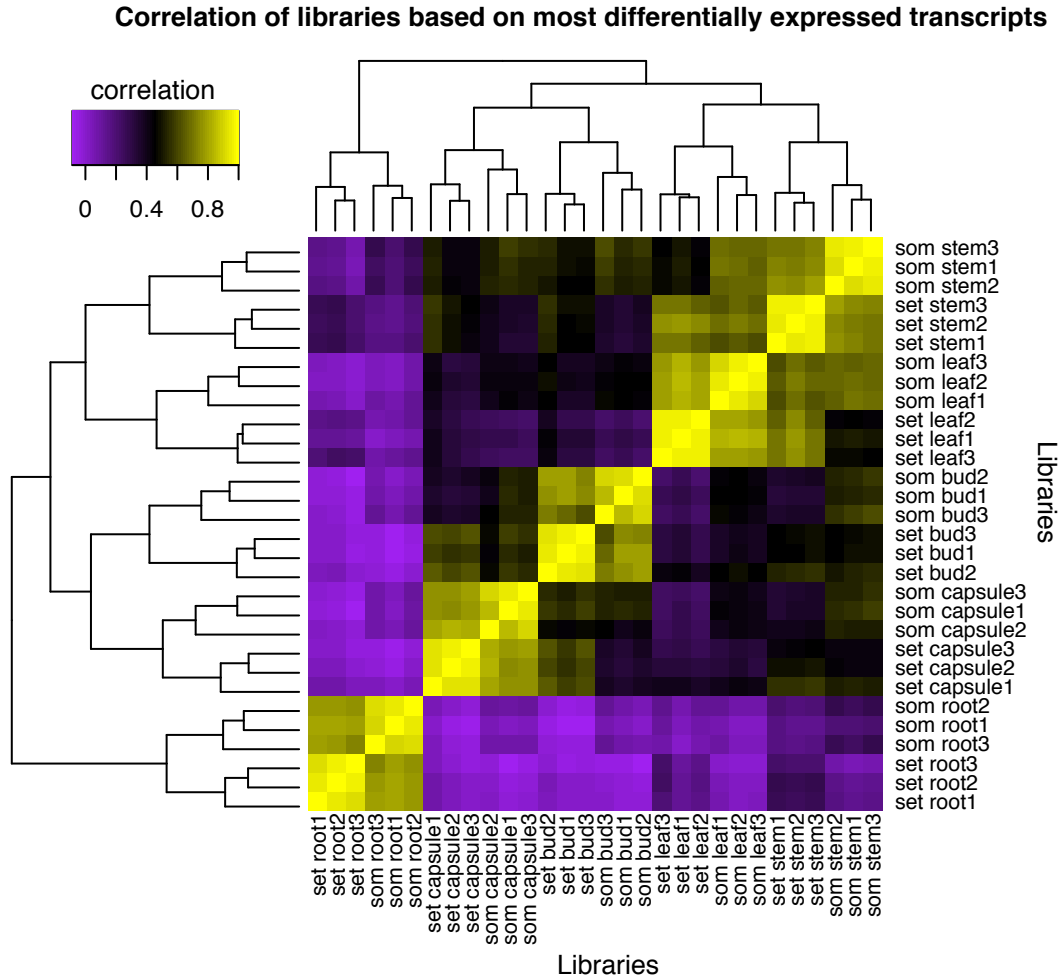 Correlation of libraries based on most differentially expressed transcripts
correlation
0 0.4 0.8
som stem3
som stem1
som stem2
set stem3
set stem2
set stem1
som leaf3
som leaf2
som leaf1
set leaf2
set leaf1
set leaf3
som bud2
som bud1
som bud3
set bud3
set bud1
set bud2
som capsule3
som capsule1
som capsule2
set capsule3
set capsule2
set capsule1
som root2
som root1
som root3
set root3
set root2
set root1
Libraries
set root1
set root2
set root3
som root3
som root1
som root2
set capsule1
set capsule2
set capsule3
som capsule2
som capsule1
som capsule3
set bud2
set bud1
set bud3
som bud3
som bud1
som bud2
set leaf3
set leaf1
set leaf2
som leaf1
som leaf2
som leaf3
set stem1
set stem2
set stem3
som stem2
som stem1
som stem3
Libraries